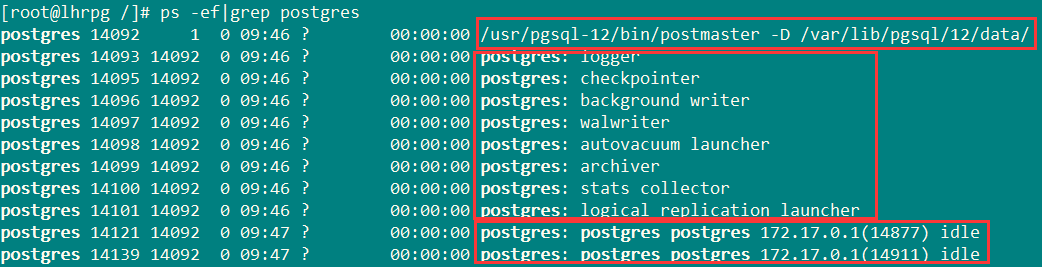 [root@lhrpg /]# ps -ef|grep postgres
postgres 14092     1  0 09:46 ?        00:00:00 /usr/pgsql-12/bin/postmaster -D /var/lib/pgsql/12/data/
postgres 14093 14092  0 09:46 ?        00:00:00 postgres: logger
postgres 14095 14092  0 09:46 ?        00:00:00 postgres: checkpointer
postgres 14096 14092  0 09:46 ?        00:00:00 postgres: background writer
postgres 14097 14092  0 09:46 ?        00:00:00 postgres: walwriter
postgres 14098 14092  0 09:46 ?        00:00:00 postgres: autovacuum launcher
postgres 14099 14092  0 09:46 ?        00:00:00 postgres: archiver
postgres 14100 14092  0 09:46 ?        00:00:00 postgres: stats collector
postgres 14101 14092  0 09:46 ?        00:00:00 postgres: logical replication launcher
postgres 14121 14092  0 09:47 ?        00:00:00 postgres: postgres postgres 172.17.0.1(14877) idle
postgres 14139 14092  0 09:47 ?        00:00:00 postgres: postgres postgres 172.17.0.1(14911) idle